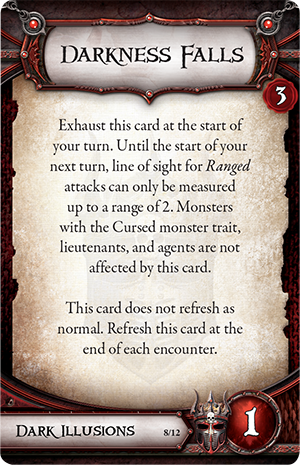 Darkness Falls
3
Exhaust this card at the start of
your turn. Until the start of your
next turn, line of sight for Ranged
attacks can only be measured
up to a range of 2. Monsters
with the Cursed monster trait,
lieutenants, and agents are not
affected by this card.
This card does not refresh as
normal. Refresh this card at the
end of each encounter.
Dark Illusions 8/12 1